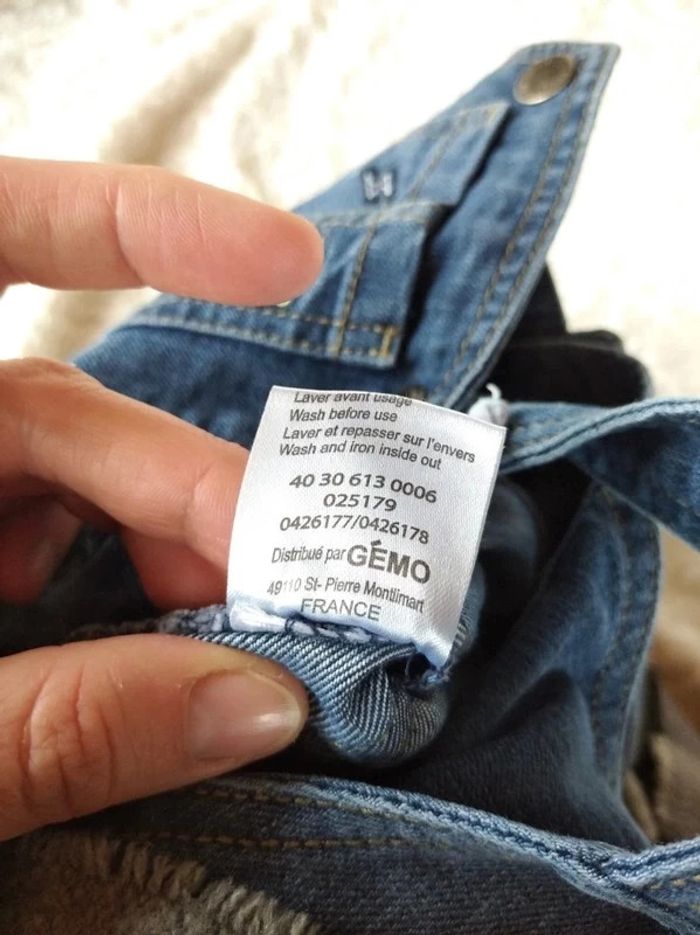 Laver avant usage
Wash before use
Laver et repasser sur l'envers
Wash and iron inside out
40 30 613 0006
025179
0426177/0426178
Distribué par GÉMO
49110 St- Pierre Montlimart
FRANCE